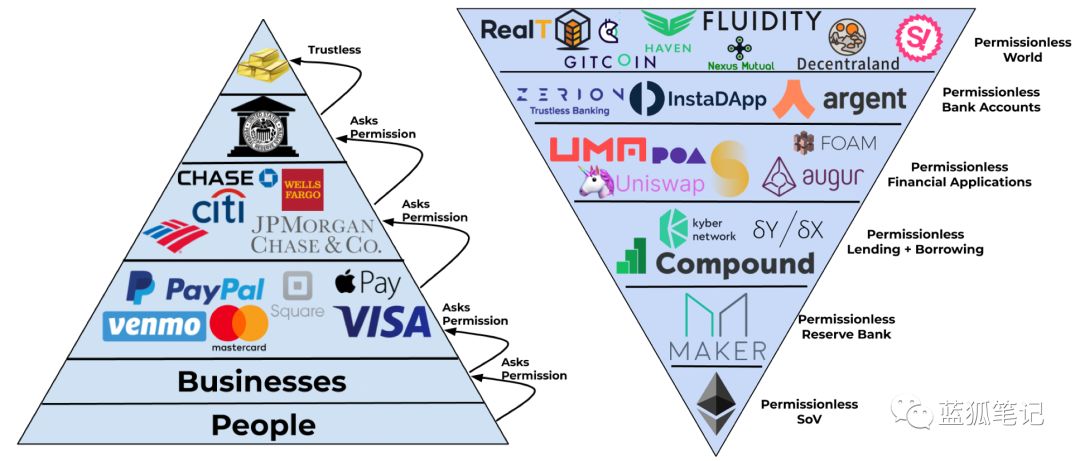 Trustless
Asks
Permission
CHASE
WELLS
FARGO
citi
Asks
Permission
JPMORGAN
CHASE & CO.
PayPal
Square
Pay
venmo
mastercard
VISA
Asks
Permission
Businesses
Asks
Permission
People
RealT
GITCOIN
HAVEN
FLUIDITY
Nexus Mutual
Decentraland
Permissionless
World
ZERION
Trustless Banking
InstaDApp
argent
Permissionless
Bank Accounts
UMA
POA
FOAM
Uniswap
augur
Permissionless
Financial Applications
kyber
network
δY/δX
Compound
Permissionless
Lending + Borrowing
MAKER
Permissionless
Reserve Bank
Permissionless
SoV
蓝狐笔记